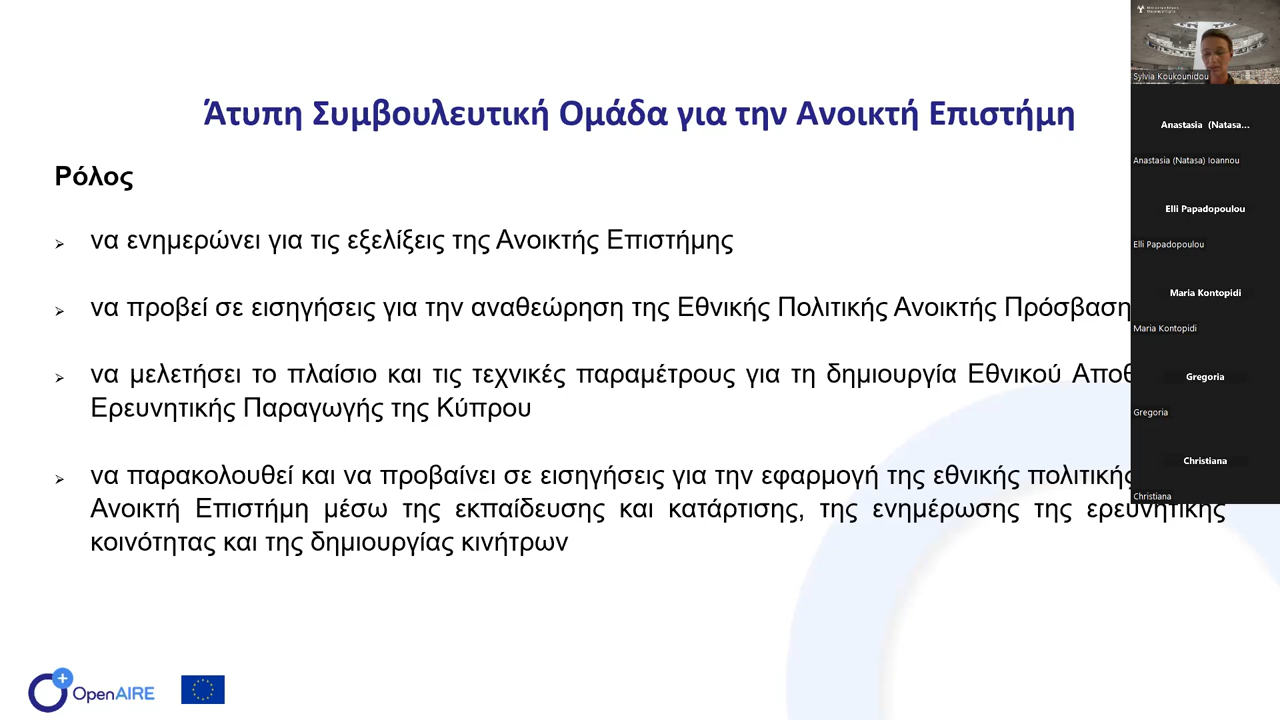 Άτυπη Συμβουλευτική Ομάδα για την Ανοικτή Επιστήμη
Ρόλος
να ενημερώνει για τις εξελίξεις της Ανοικτής Επιστήμης
να προβεί σε εισηγήσεις για την αναθεώρηση της Εθνικής Πολιτικής Ανοικτής
να μελετήσει το πλαίσιο και τις τεχνικές παραμέτρους για τη δημιουργία Εθνικού
Ερευνητικής Παραγωγής της Κύπρου
να παρακολουθεί και να προβαίνει σε εισηγήσεις για την εφαρμογή της εθνικής πολιτικής
Ανοικτή Επιστήμη μέσω της εκπαίδευσης και κατάρτισης, της ενημέρωσης της ερευνητικής
κοινότητας και της δημιουργίας κινήτρων
OpenAIRE
Sylvia Koukounidou
Anastasia (Natasa...
Anastasia (Natasa) Ioannou
Elli Papadopoulou
Elli Papadopoulou
Maria Kontopidi
Maria Kontopidi
Gregoria
Gregoria
Christiana
Christiana